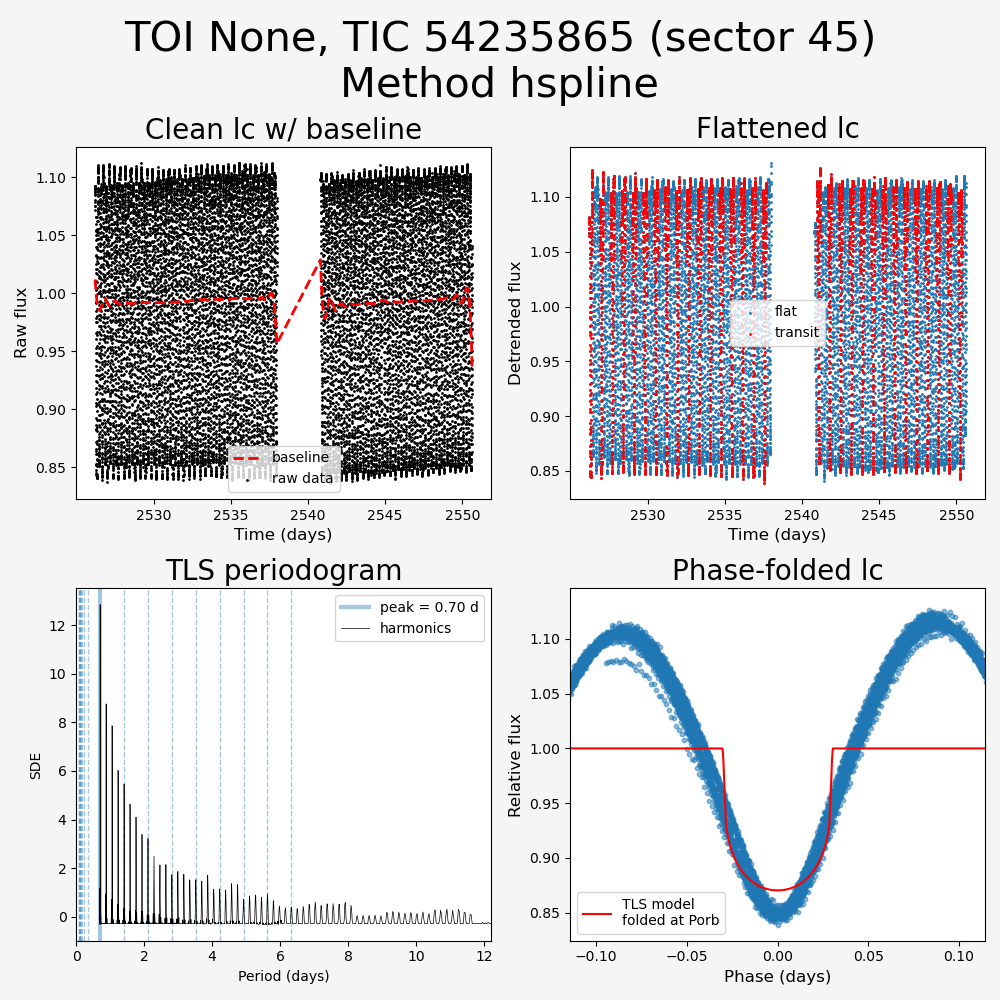 TOI None, TIC 54235865 (sector 45)
Method hspline
Clean lc w/ baseline
Raw flux
1.10
1.05
1.00
0.95
0.90
0.85
baseline
raw data
2530
2535
2540
2545
2550
Time (days)
Flattened lc
Detrended flux
1.10
1.05
1.00
0.95
0.90
0.85
flat
transit
2530
2535
2540
2545
2550
Time (days)
TLS periodogram
SDE
12
10
8
6
4
2
0
peak = 0.70 d
harmonics
0
2
4
6
8
10
12
Period (days)
Phase-folded lc
Relative flux
1.10
1.05
1.00
0.95
0.90
0.85
TLS model
folded at Porb
−0.10
−0.05
0.00
0.05
0.10
Phase (days)